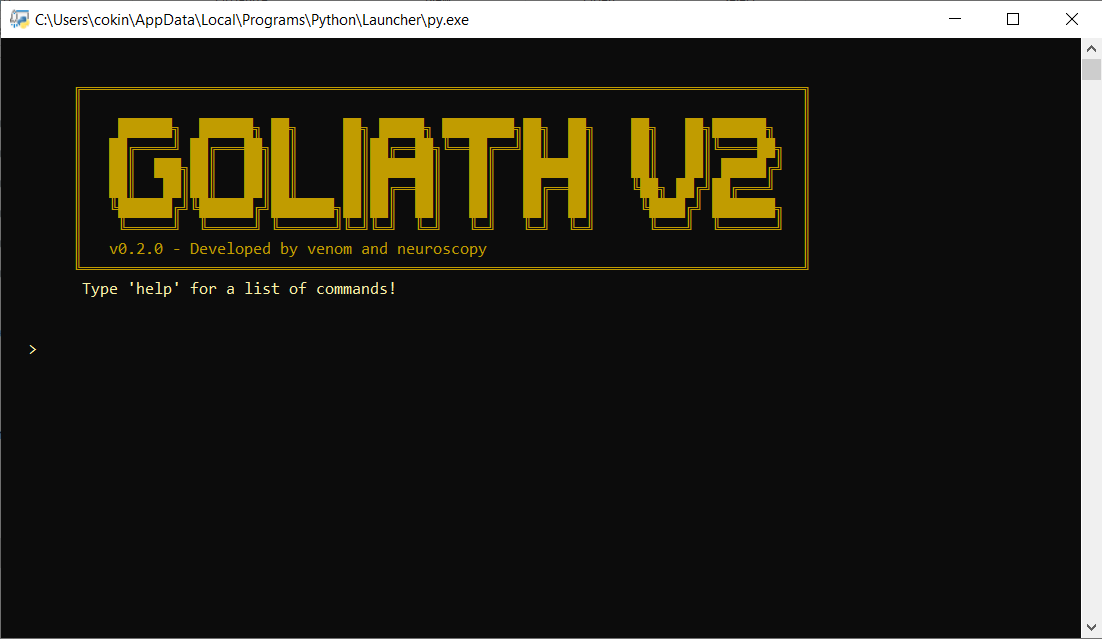 C:\Users\cokin\AppData\Local\Programs\Python\Launcher\py.exe
GOLIATH V2
v0.2.0 - Developed by venom and neuroscopy
Type 'help' for a list of commands!
>